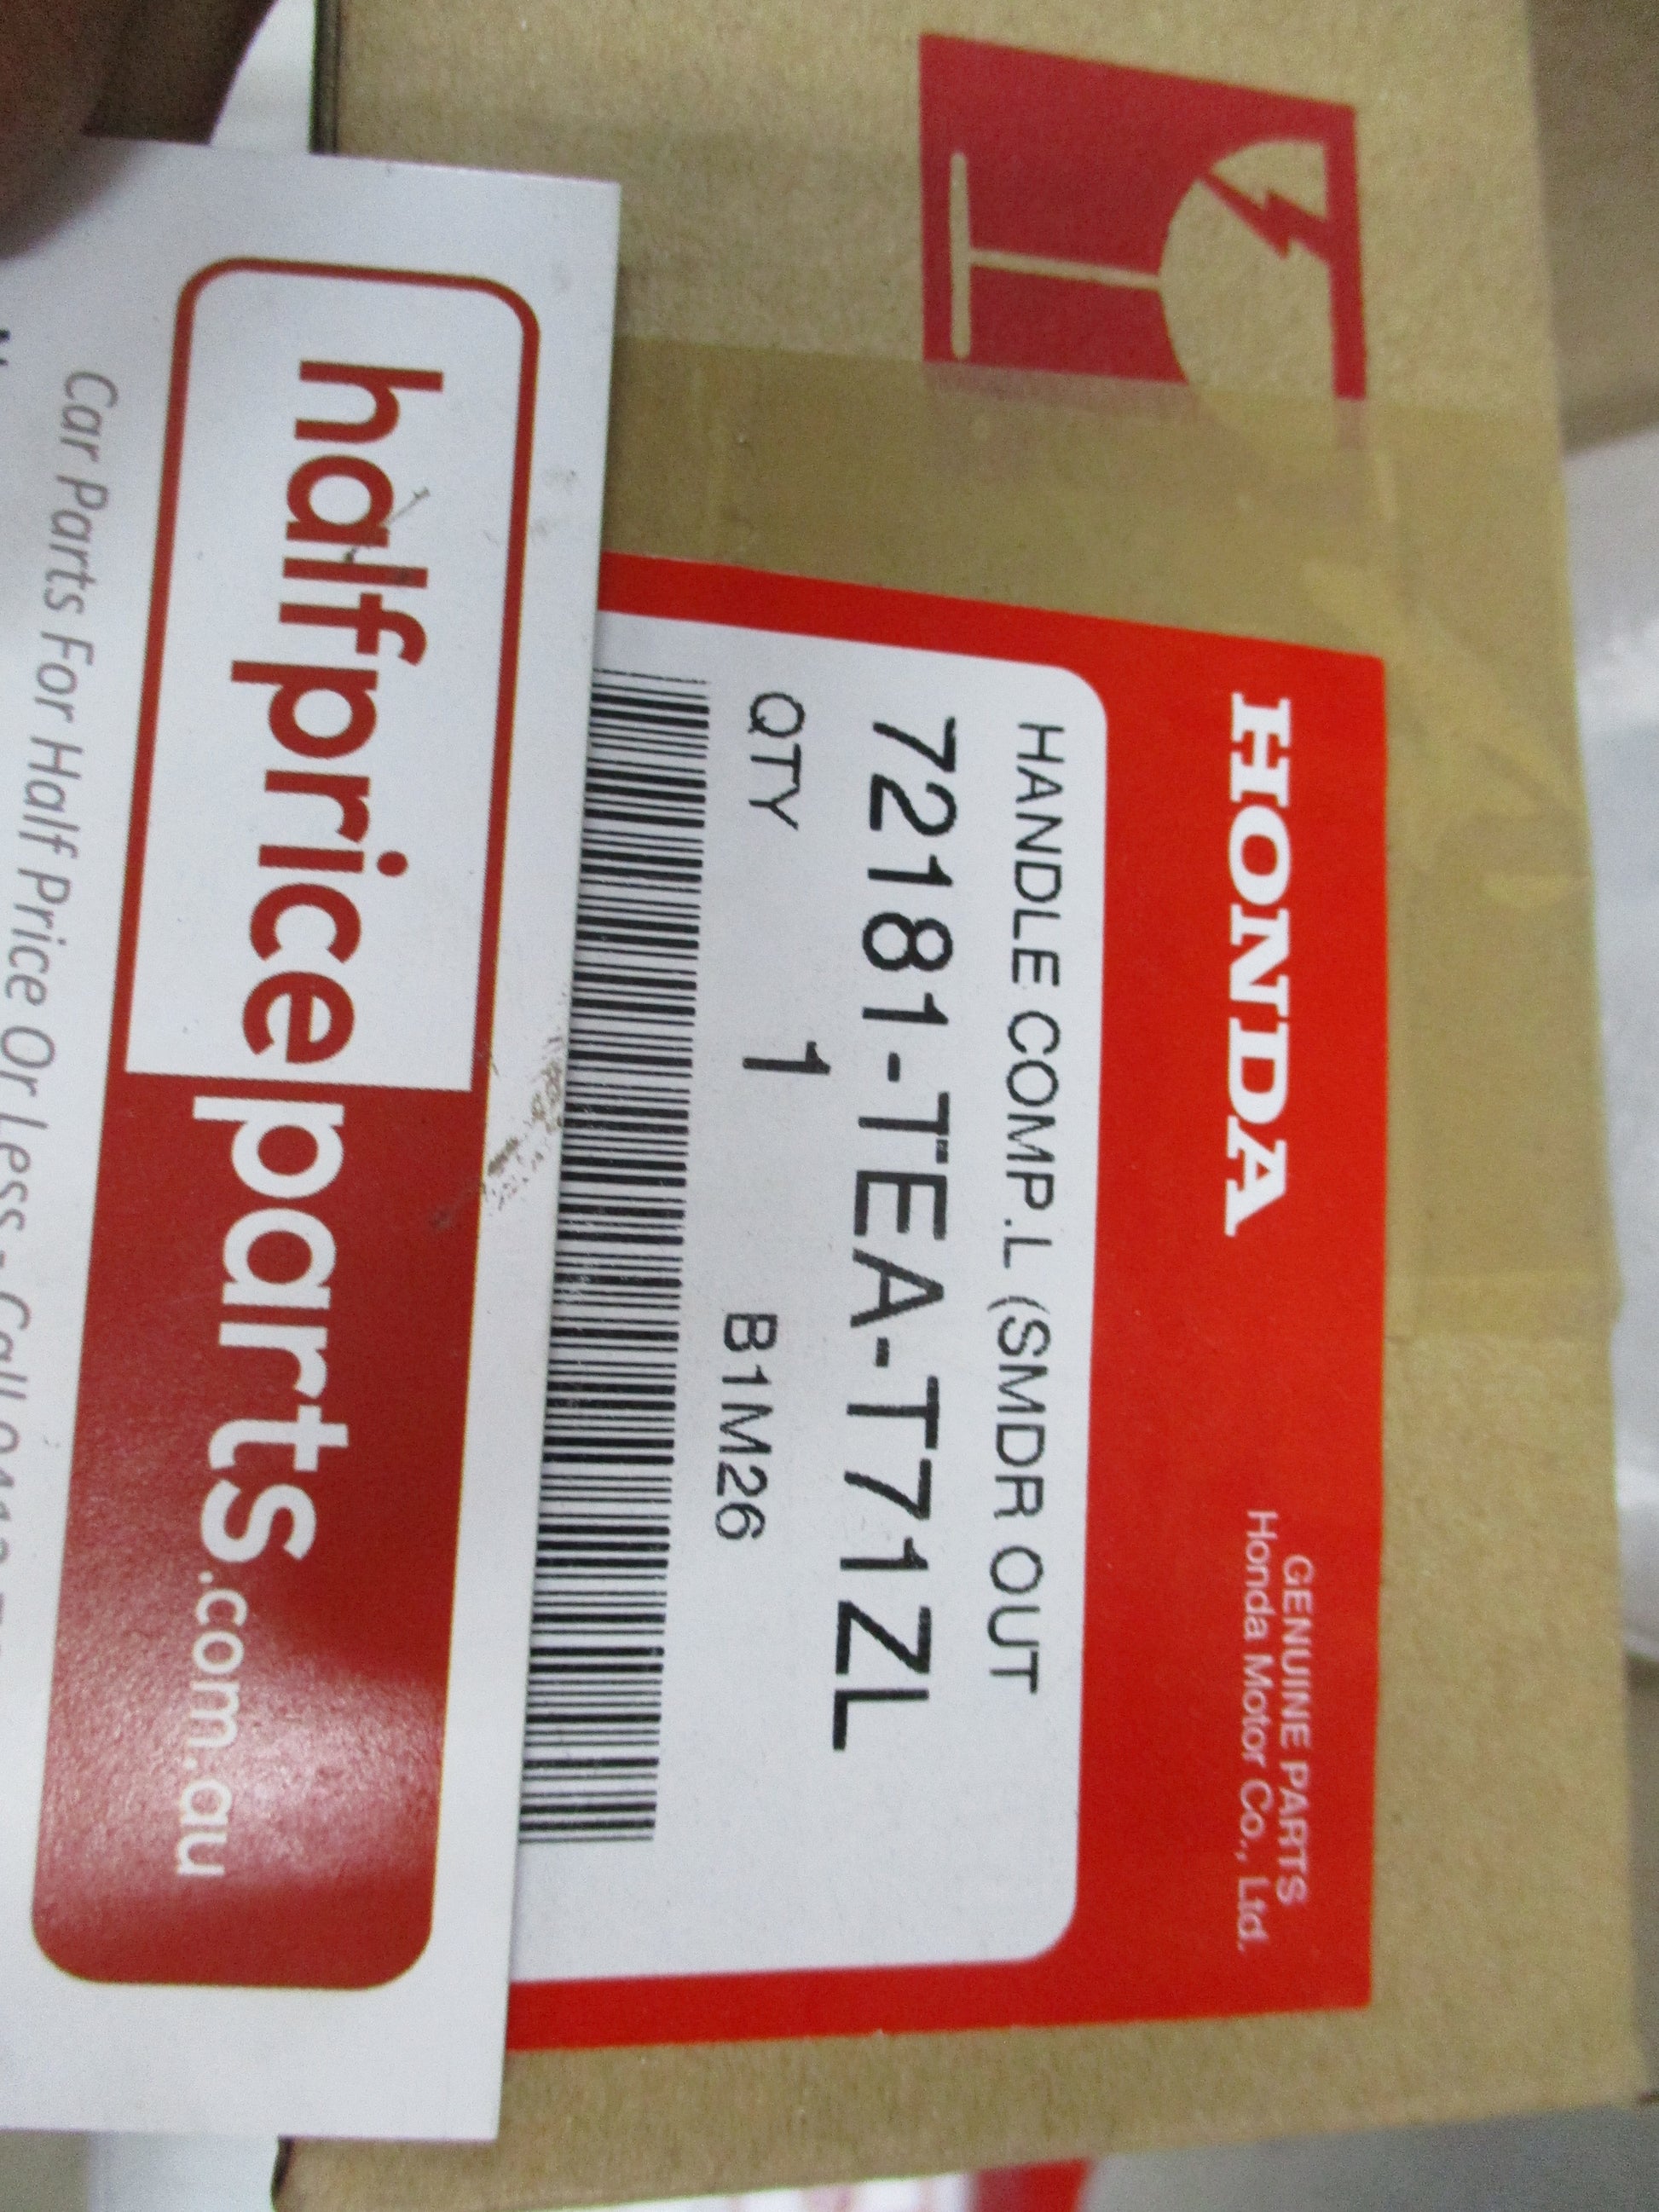 HONDA
GENUINE PARTS
Honda Motor Co., Ltd.
HANDLE COMP.L (SMDR OUT
72181-TEA-T71ZL
QTY 1 B1M26
halfpriceparts.com.au
Car Parts For Half Price Or Less - Call